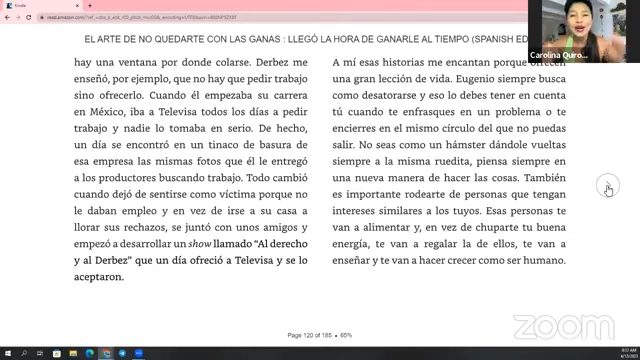 Kindle
EL ARTE DE NO QUEDARTE CON LAS GANAS : LLEGÓ LA HORA DE GANARLE AL TIEMPO (SPANISH ED
Carolina Quiro...
hay una ventana por donde colarse. Derbez me
enseñó, por ejemplo, que no hay que pedir trabajo
sino ofrecerlo. Cuando él empezaba su carrera
en México, iba a Televisa todos los días a pedir
trabajo y nadie lo tomaba en serio. De hecho,
un día se encontró en un tinaco de basura de
esa empresa las mismas fotos que él le entregó
a los productores buscando trabajo. Todo cambió
cuando dejó de sentirse como víctima porque no
le daban empleo y en vez de irse a su casa a
llorar sus rechazos, se juntó con unos amigos y
empezó a desarrollar un show llamado "Al derecho
y al Derbez" que un día ofreció a Televisa y se lo
aceptaron.
A mí esas historias me encantan porque ofrecen
una gran lección de vida. Eugenio siempre busca
como desatorarse y eso lo debes tener en cuenta
tú cuando te enfrasques en un problema o te
encierres en el mismo círculo del que no puedas
salir. No seas como un hámster dándole vueltas
siempre a la misma ruedita, piensa siempre en
una nueva manera de hacer las cosas. También
es importante rodearte de personas que tengan
intereses similares a los tuyos. Esas personas te
van a alimentar y, en vez de chuparte tu buena
energía, te van a regalar la de ellos, te van a
enseñar y te van a hacer crecer como ser humano.
Page 120 of 185 • 65%
zoom
8:02 AM